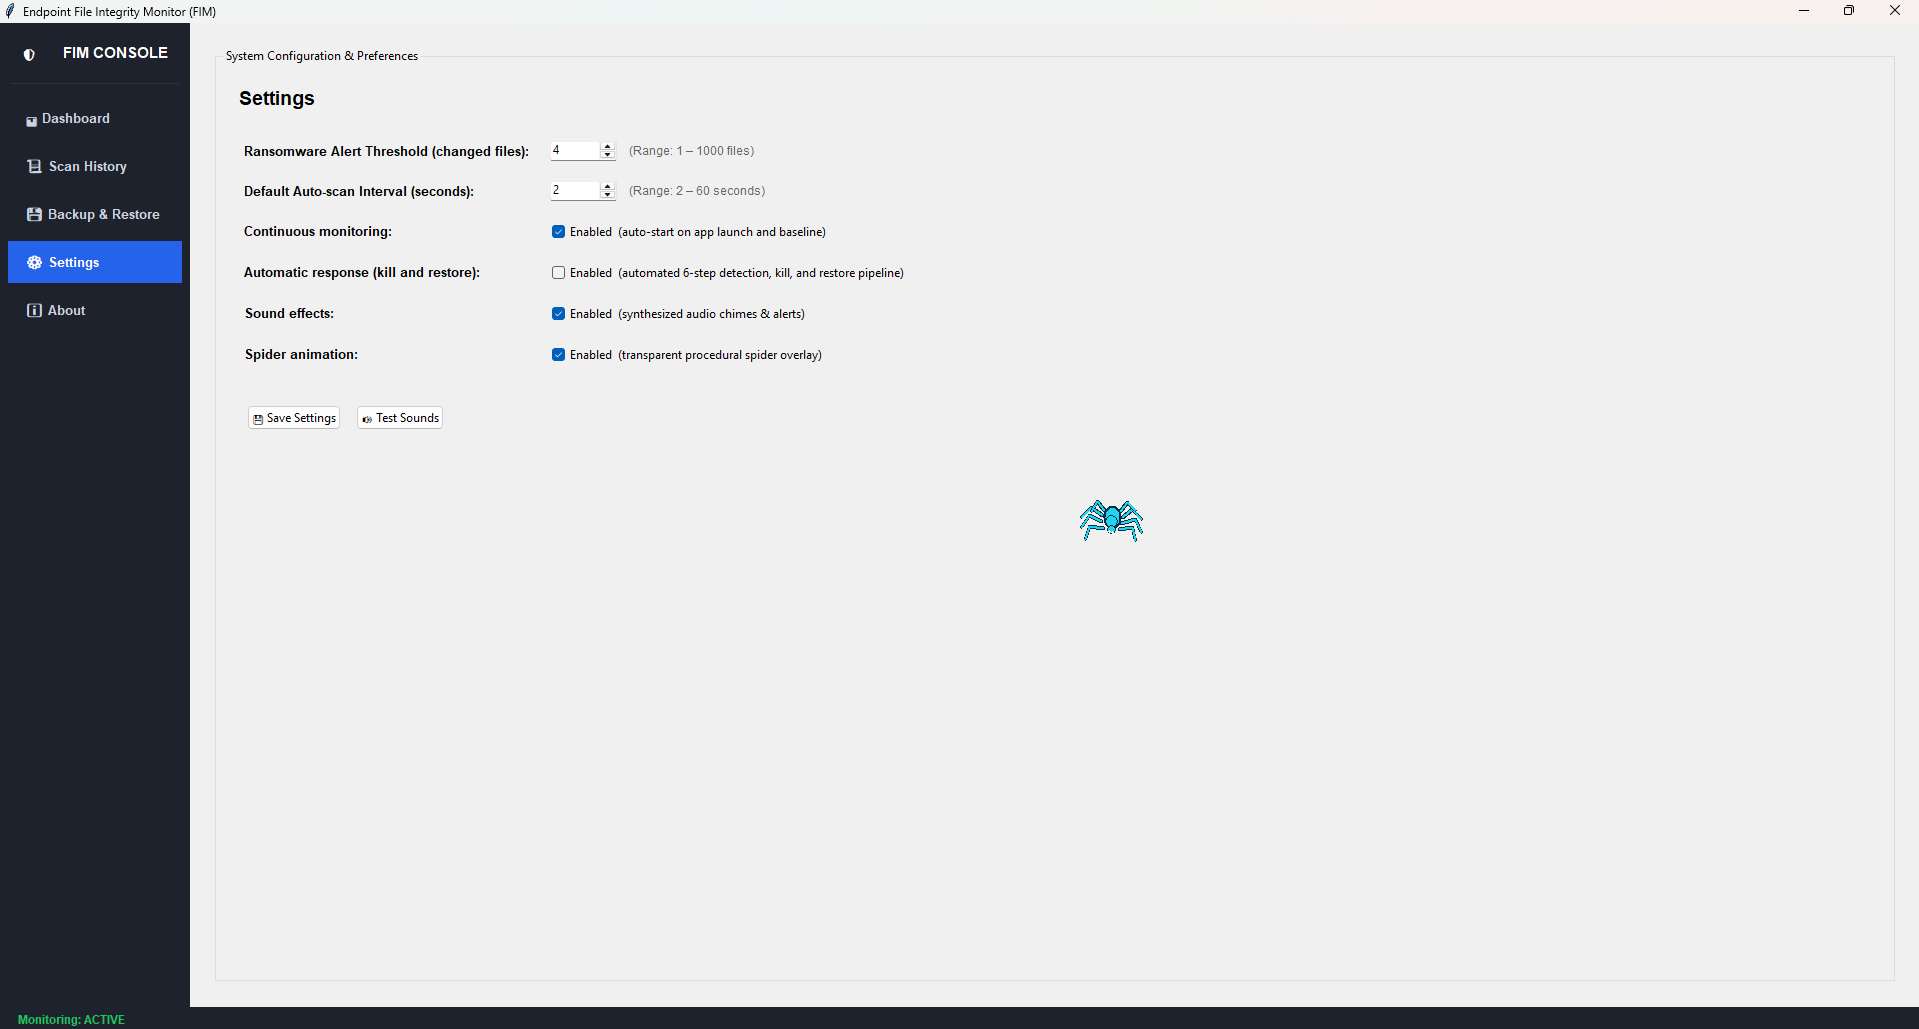 Endpoint File Integrity Monitor (FIM)
FIM CONSOLE
Dashboard
Scan History
Backup & Restore
Settings
About
System Configuration & Preferences
Settings
Ransomware Alert Threshold (changed files): 4 (Range: 1 – 1000 files)
Default Auto-scan Interval (seconds): 2 (Range: 2 – 60 seconds)
Continuous monitoring: Enabled (auto-start on app launch and baseline)
Automatic response (kill and restore): Enabled (automated 6-step detection, kill, and restore pipeline)
Sound effects: Enabled (synthesized audio chimes & alerts)
Spider animation: Enabled (transparent procedural spider overlay)
Save Settings Test Sounds
Monitoring: ACTIVE